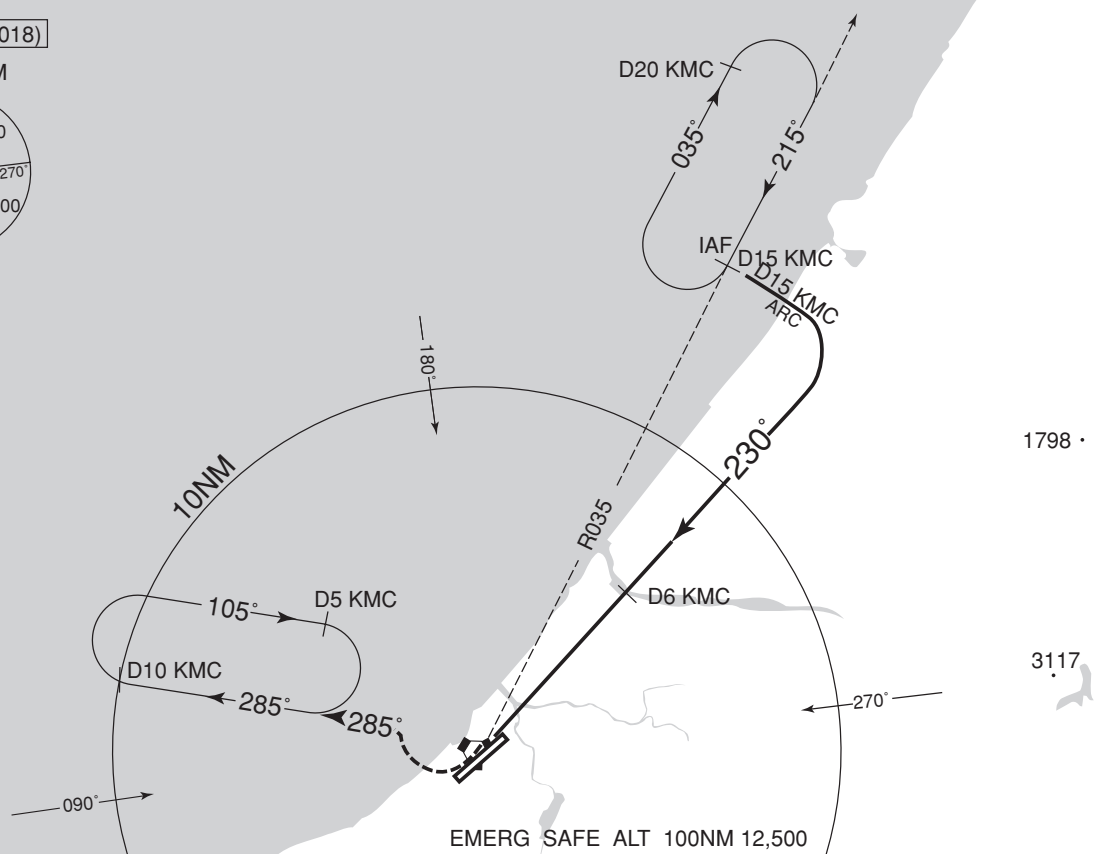 018)
M
0
270°
00
D20 KMC
035°
215°
IAF
D15 KMC
D15 KMC
ARC
180°
10NM
230°
1798
R035
105°
D5 KMC
D6 KMC
D10 KMC
3117
285°
285°
270°
090°
EMERG SAFE ALT 100NM 12,500